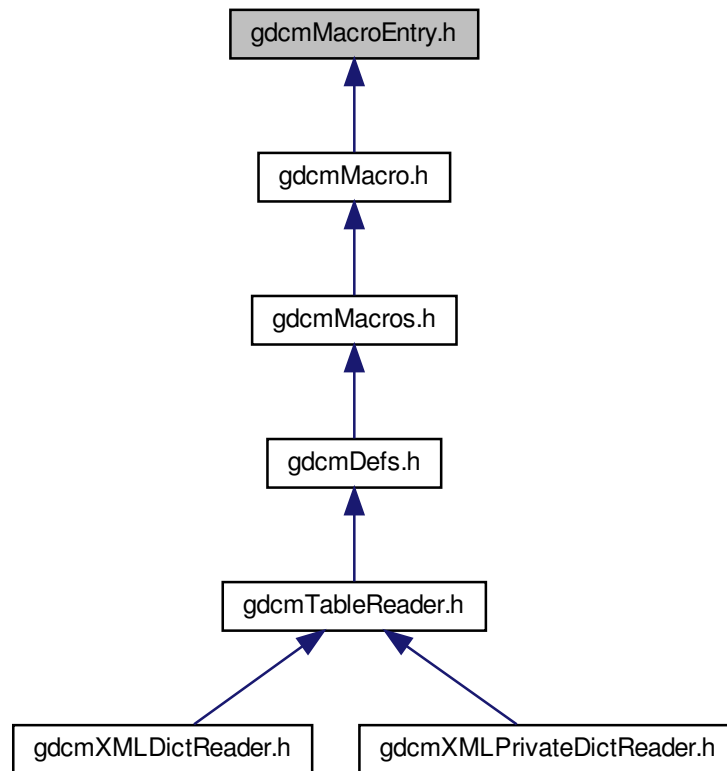 gdcmMacroEntry.h
gdcmMacro.h
gdcmMacros.h
gdcmDefs.h
gdcmTableReader.h
gdcmXMLDictReader.h
gdcmXMLPrivateDictReader.h